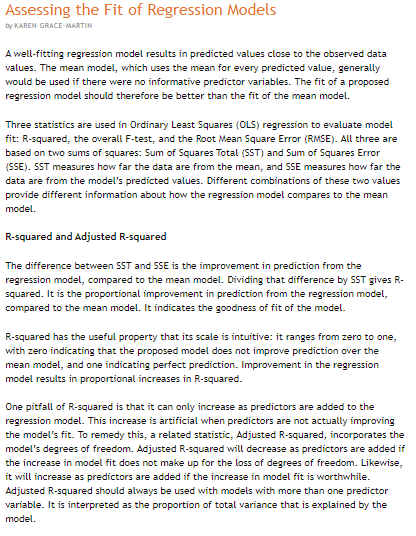 Assessing the Fit of Regression Models
by KAREN GRACE-MARTIN
A well-fitting regression model results in predicted values close to the observed data
values. The mean model, which uses the mean for every predicted value, generally
would be used if there were no informative predictor variables. The fit of a proposed
regression model should therefore be better than the fit of the mean model.
Three statistics are used in Ordinary Least Squares (OLS) regression to evaluate model
fit: R-squared, the overall F-test, and the Root Mean Square Error (RMSE). All three are
based on two sums of squares: Sum of Squares Total (SST) and Sum of Squares Error
(SSE). SST measures how far the data are from the mean, and SSE measures how far the
data are from the model's predicted values. Different combinations of these two values
provide different information about how the regression model compares to the mean
model.
R-squared and Adjusted R-squared
The difference between SST and SSE is the improvement in prediction from the
regression model, compared to the mean model. Dividing that difference by SST gives R-
squared. It is the proportional improvement in prediction from the regression model,
compared to the mean model. It indicates the goodness of fit of the model.
R-squared has the useful property that its scale is intuitive: it ranges from zero to one,
with zero indicating that the proposed model does not improve prediction over the
mean model, and one indicating perfect prediction. Improvement in the regression
model results in proportional increases in R-squared.
One pitfall of R-squared is that it can only increase as predictors are added to the
regression model. This increase is artificial when predictors are not actually improving
the model's fit. To remedy this, a related statistic, Adjusted R-squared, incorporates the
model's degrees of freedom. Adjusted R-squared will decrease as predictors are added if
the increase in model fit does not make up for the loss of degrees of freedom. Likewise,
it will increase as predictors are added if the increase in model fit is worthwhile.
Adjusted R-squared should always be used with models with more than one predictor
variable. It is interpreted as the proportion of total variance that is explained by the
model.